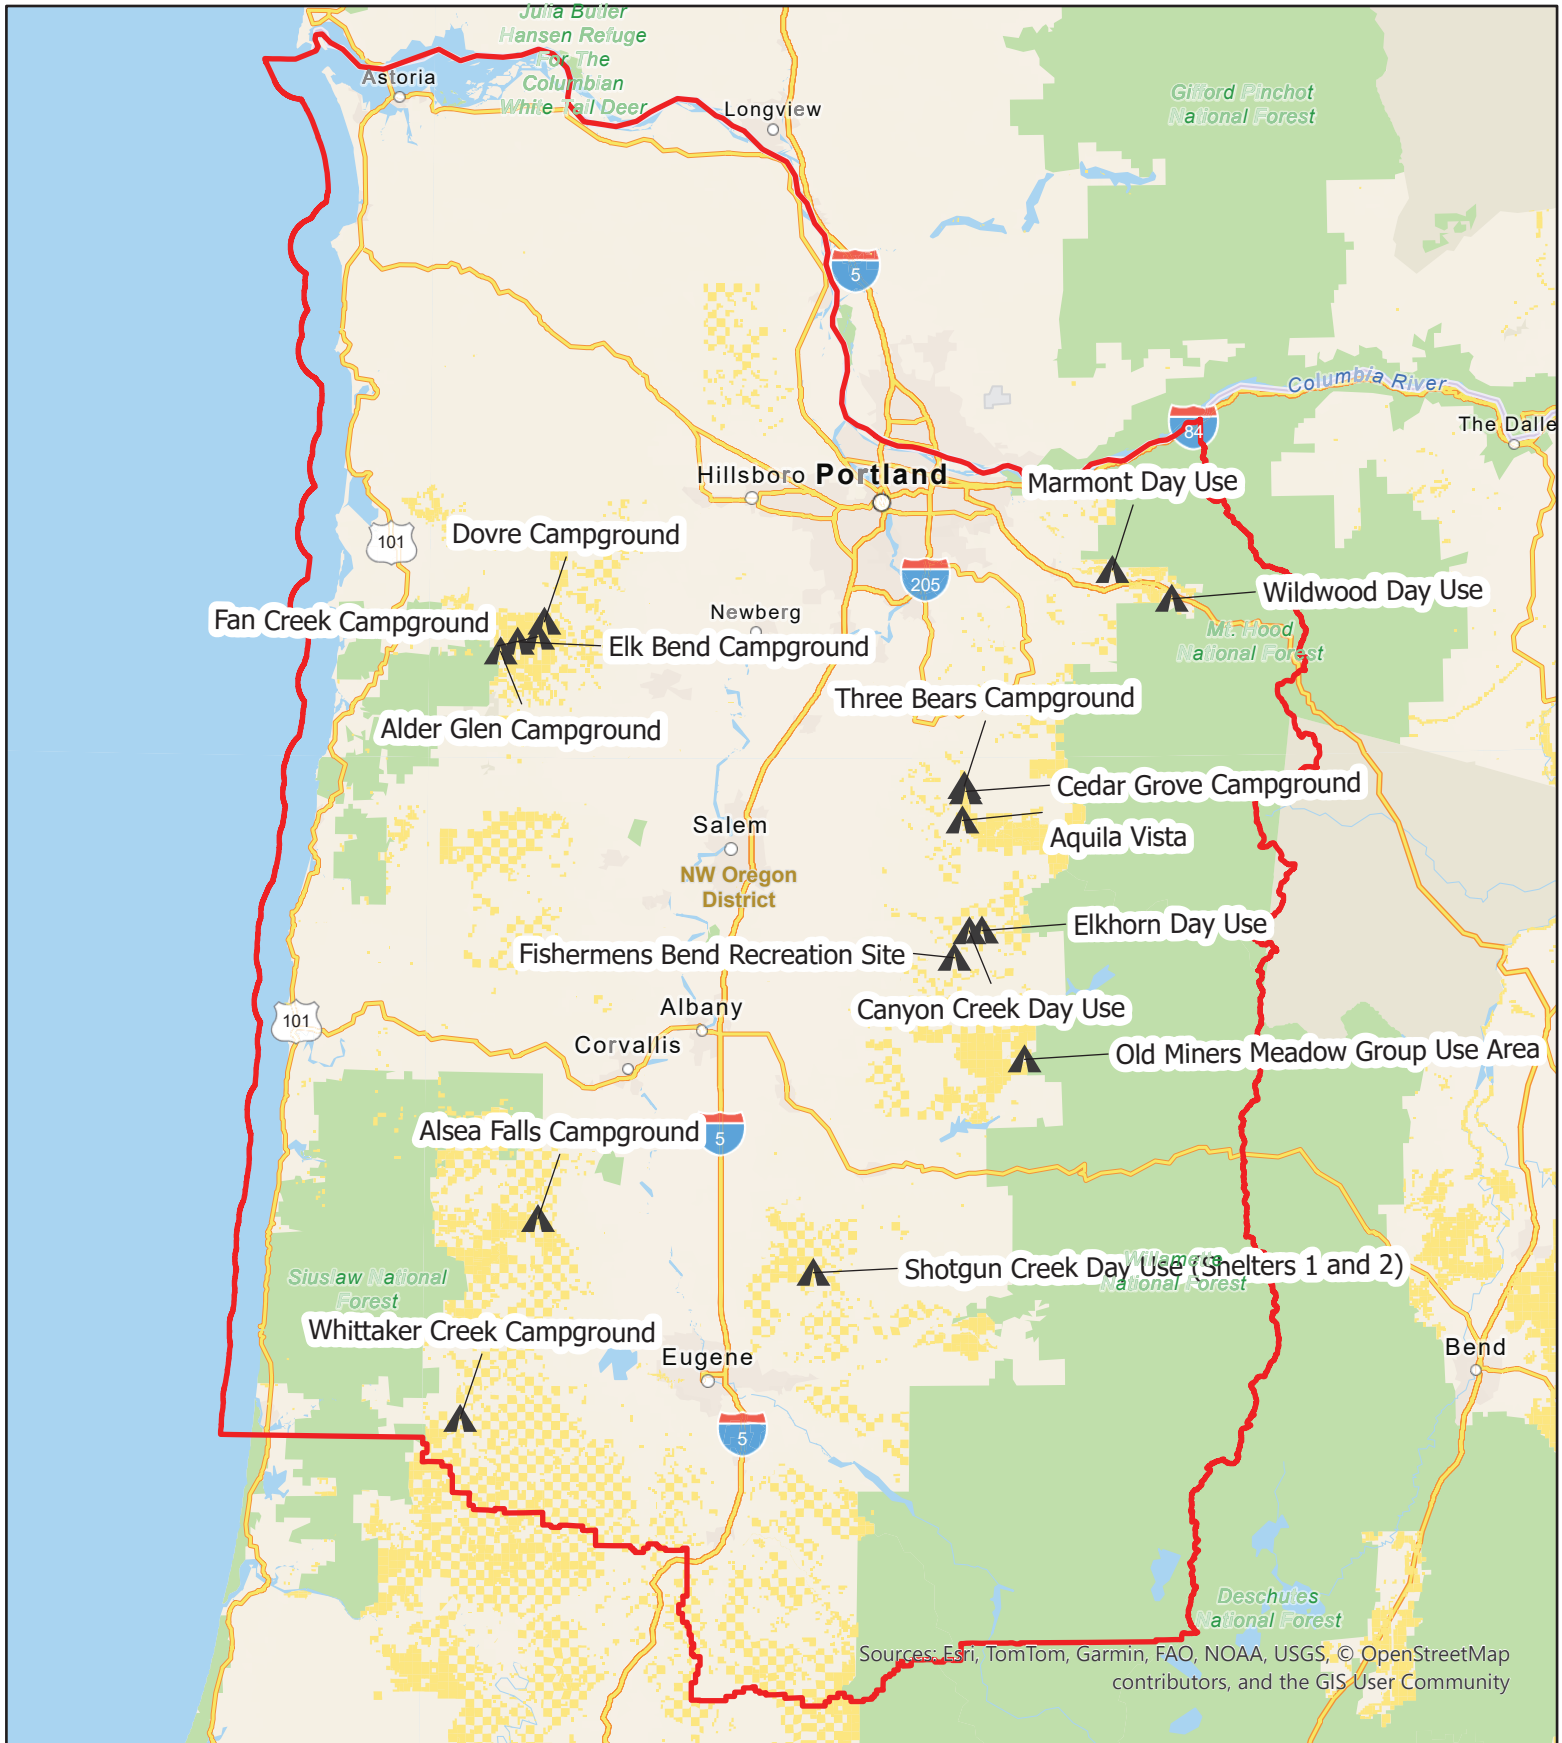 Julia Butler
Hansen Refuge
For The
Columbian
White Tail Deer
Astoria
Longview
Gifford Pinchot
National Forest
5
Columbia River
84
The Dalle
Hillsboro
Portland
Marmont Day Use
101
Dovre Campground
205
Wildwood Day Use
Newberg
Fan Creek Campground
Elk Bend Campground
Mt. Hood
National Forest
Three Bears Campground
Alder Glen Campground
Cedar Grove Campground
Salem
Aquila Vista
NW Oregon
District
Elkhorn Day Use
Fishermens Bend Recreation Site
Canyon Creek Day Use
Albany
101
Corvallis
Old Miners Meadow Group Use Area
Alsea Falls Campground
5
Shotgun Creek Day Use (Shelters 1 and 2)
Willamette
National Forest
Siuslaw National
Forest
Whittaker Creek Campground
Eugene
Bend
5
Deschutes
National Forest
Sources: Esri, TomTom, Garmin, FAO, NOAA, USGS, © OpenStreetMap
contributors, and the GIS User Community